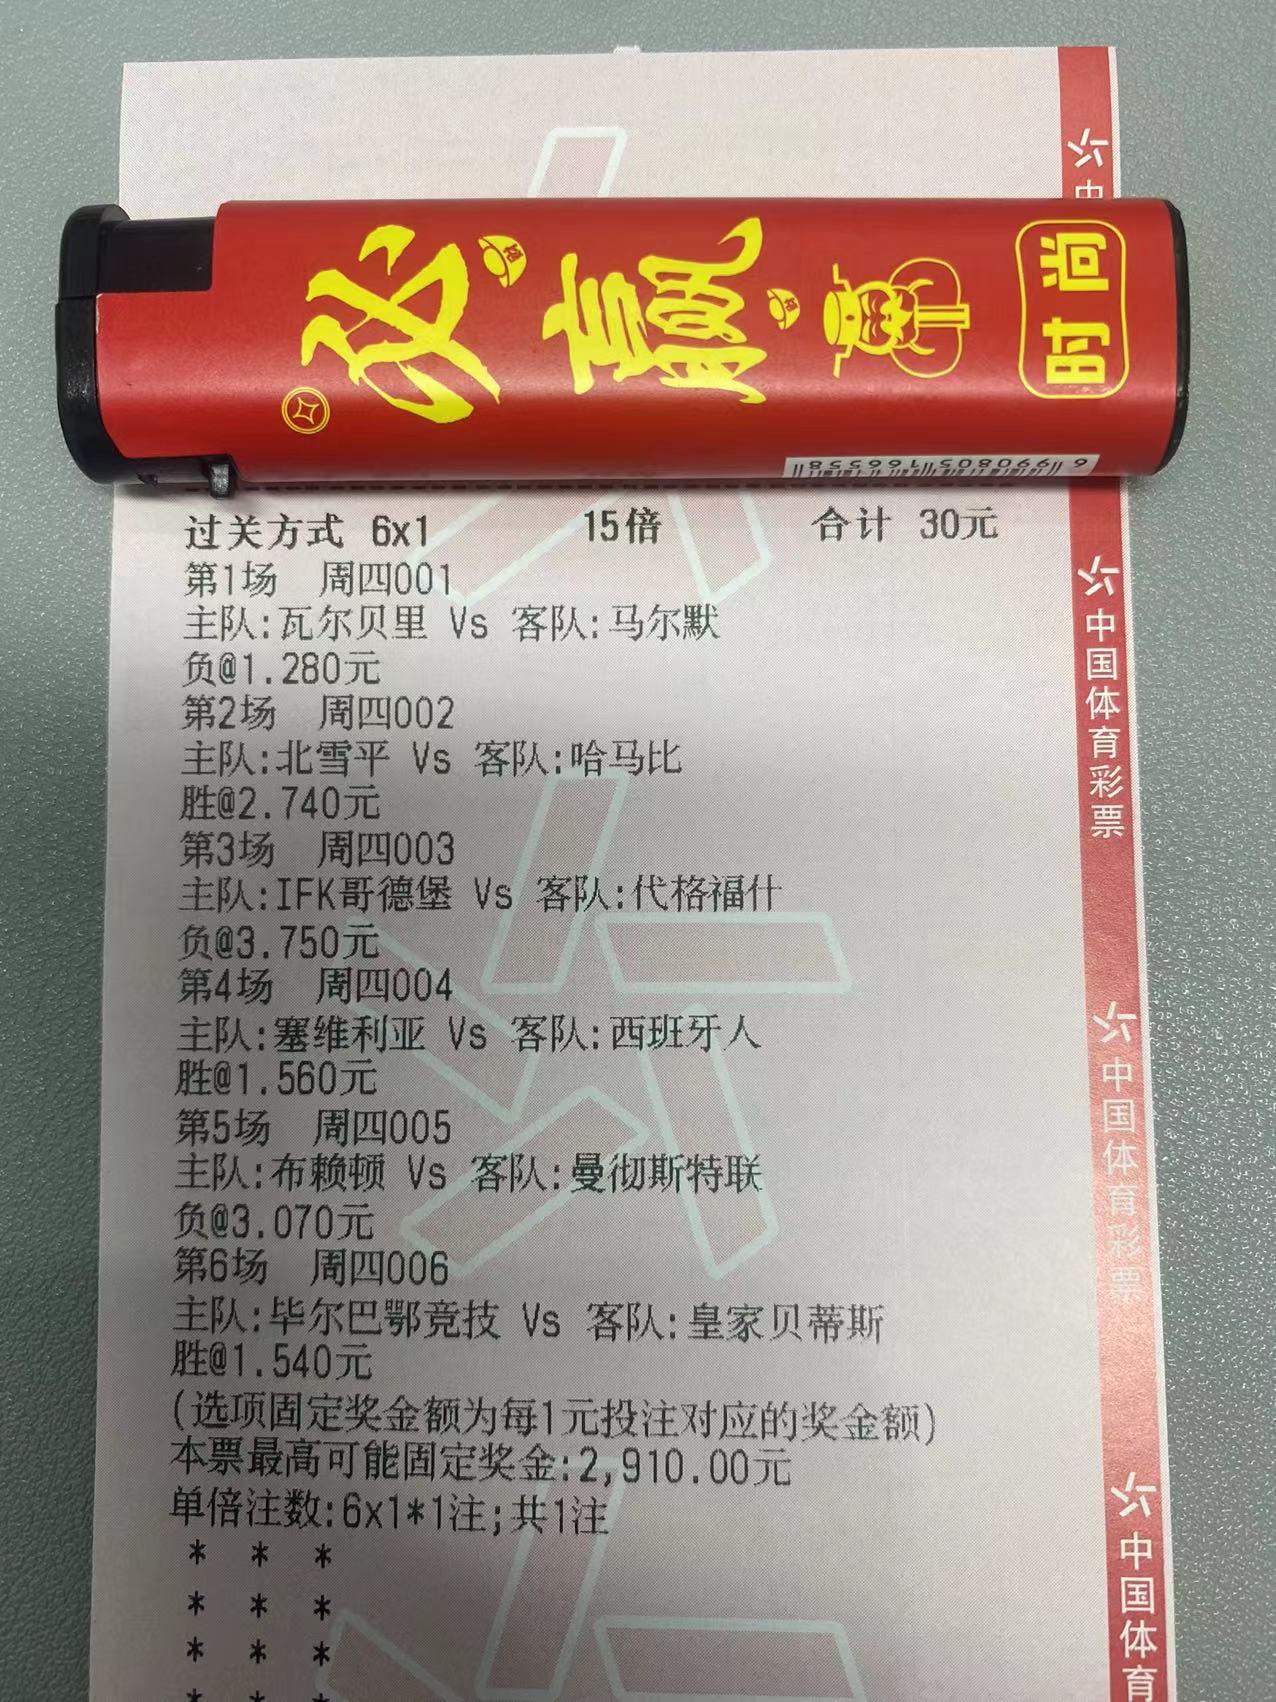 中
必赢
时尚
6 990805 166558
过关方式 6x1 15倍 合计 30元
第1场 周四001
主队:瓦尔贝里 Vs 客队:马尔默
负@1.280元
第2场 周四002
主队:北雪平 Vs 客队:哈马比
胜@2.740元
第3场 周四003
主队:IFK哥德堡 Vs 客队:代格福什
负@3.750元
第4场 周四004
主队:塞维利亚 Vs 客队:西班牙人
胜@1.560元
第5场 周四005
主队:布赖顿 Vs 客队:曼彻斯特联
负@3.070元
第6场 周四006
主队:毕尔巴鄂竞技 Vs 客队:皇家贝蒂斯
胜@1.540元
(选项固定奖金额为每1元投注对应的奖金额)
本票最高可能固定奖金:2,910.00元
单倍注数:6x1*1注;共1注
* * *
* * *
* * *
* * *
中国体育彩票
中国体育彩票
中国体育